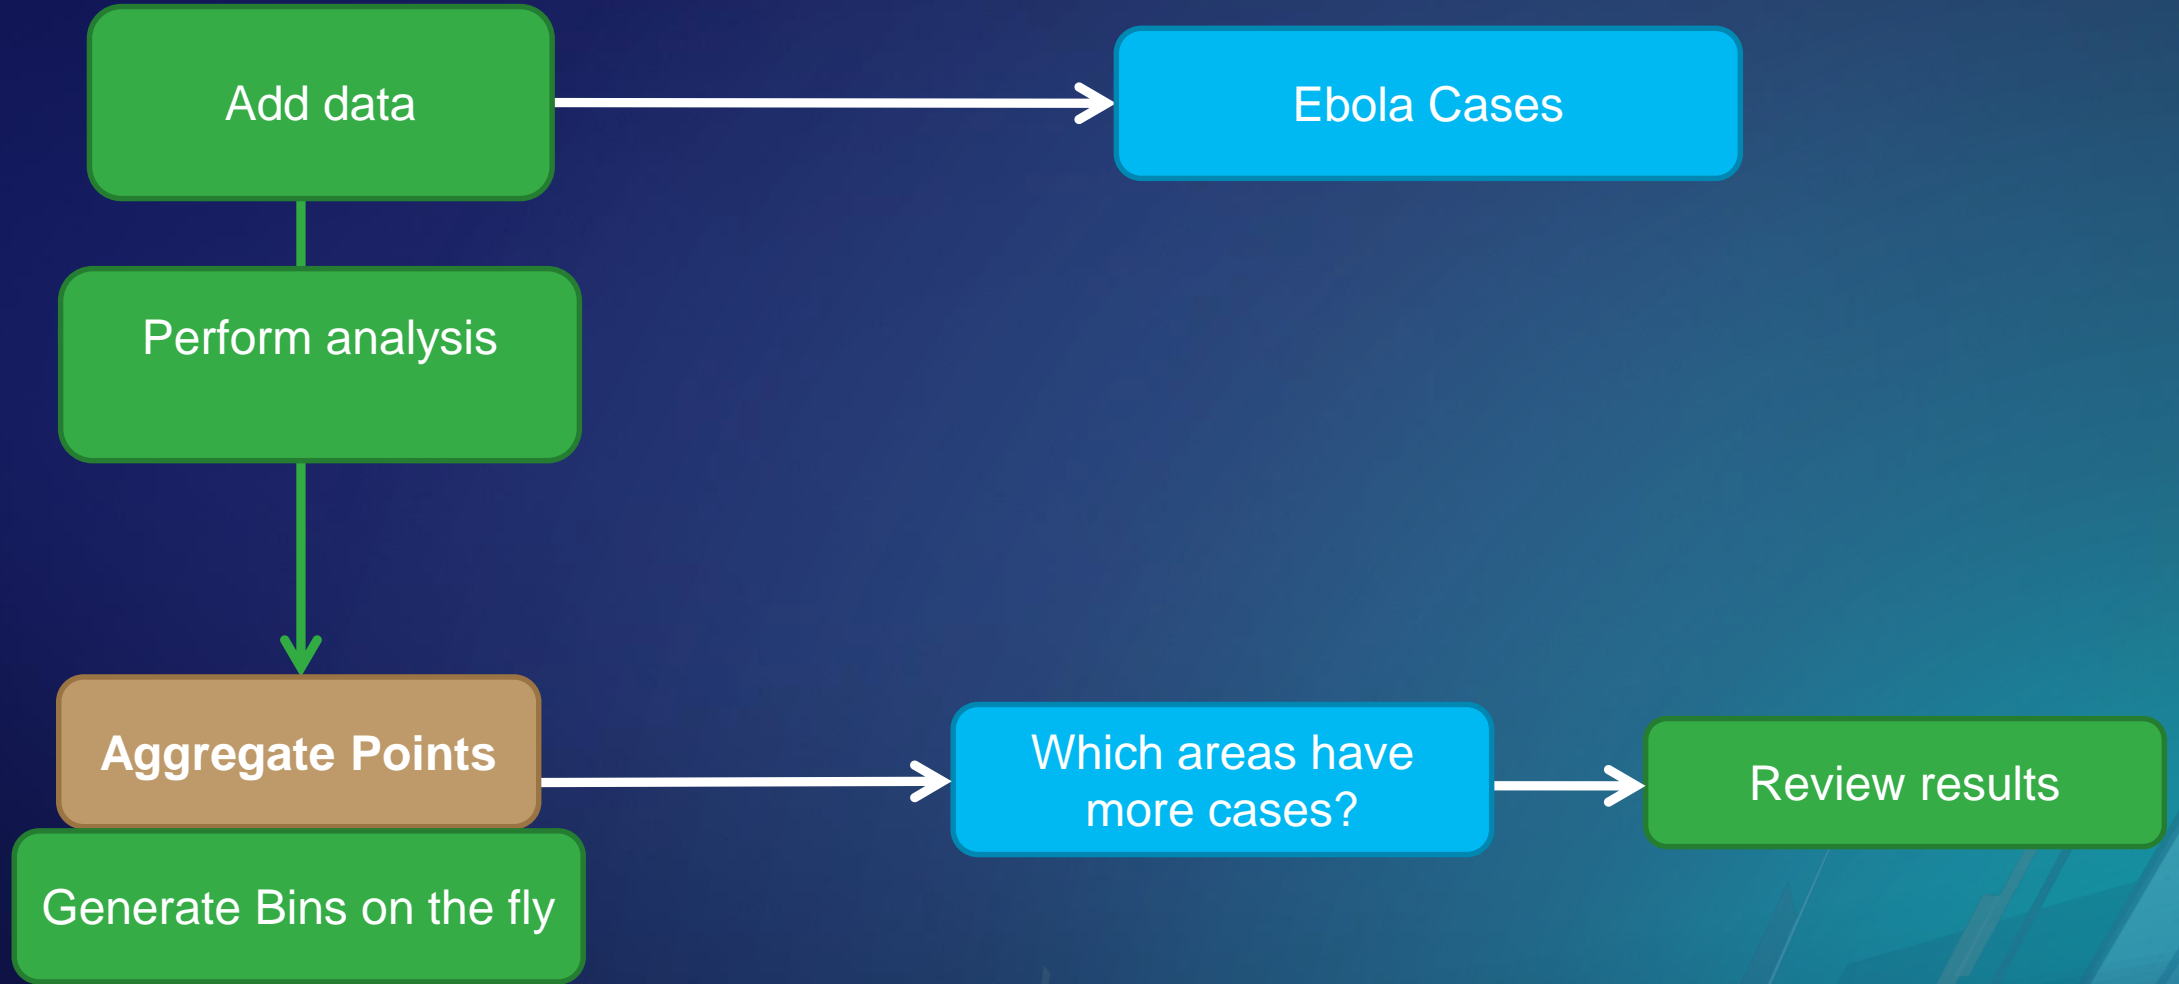 Add data
Ebola Cases
Perform analysis
Aggregate Points
Which areas have
more cases?
Review results
Generate Bins on the fly